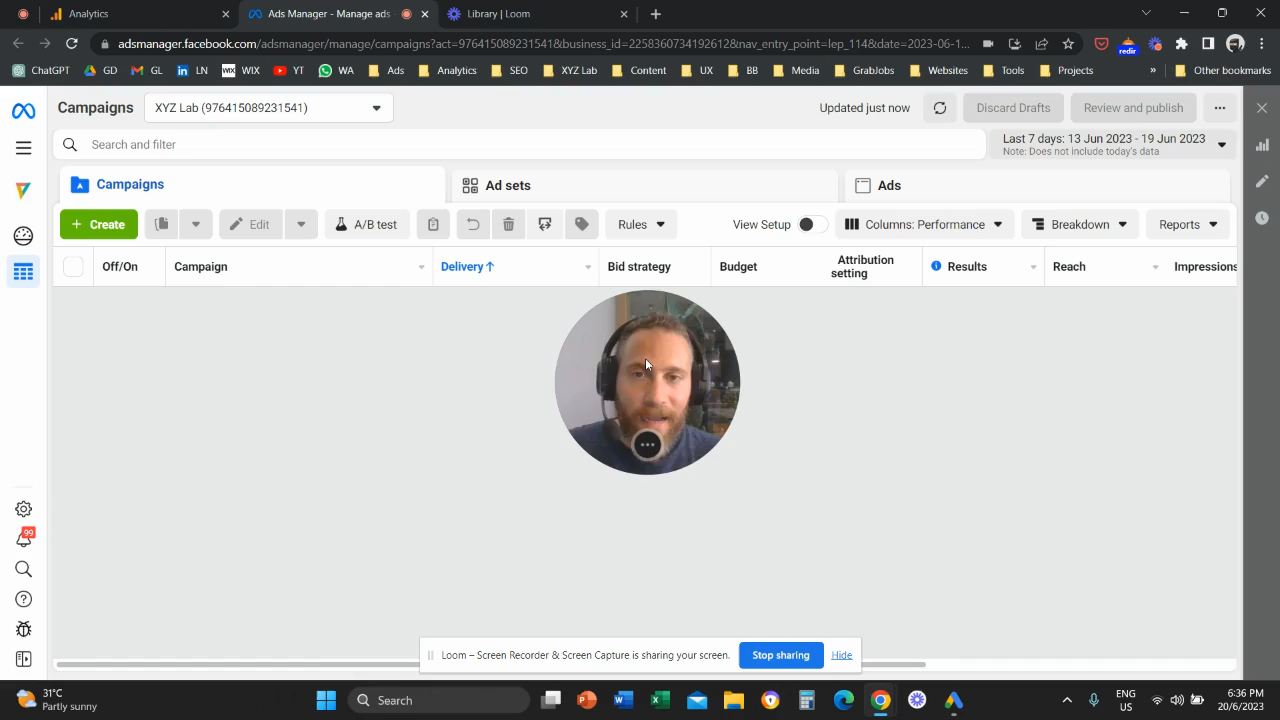 Analytics
Ads Manager - Manage ads
Library | Loom
adsmanager.facebook.com/adsmanager/manage/campaigns?act=976415089231541&business_id=2258360734192612&nav_entry_point=lep_114&date=2023-06-1...
redir
ChatGPT
GD
GL
LN
WIX
WIX
YT
WA
Ads
Analytics
SEO
XYZ Lab
Content
UX
BB
Media
GrabJobs
Websites
Tools
Projects
»
Other bookmarks
Campaigns
XYZ Lab (976415089231541)
Updated just now
Discard Drafts
Review and publish
Search and filter
Last 7 days: 13 Jun 2023 - 19 Jun 2023
Note: Does not include today's data
Campaigns
Ad sets
Ads
+ Create
Edit
A/B test
Rules
View Setup
Columns: Performance
Breakdown
Reports
Off/On
Campaign
Delivery ↑
Bid strategy
Budget
Attribution
setting
Results
Reach
Impressions
99
Loom – Screen Recorder & Screen Capture is sharing your screen.
Stop sharing
Hide
31°C
Partly sunny
Search
ENG
US
6:36 PM
20/6/2023